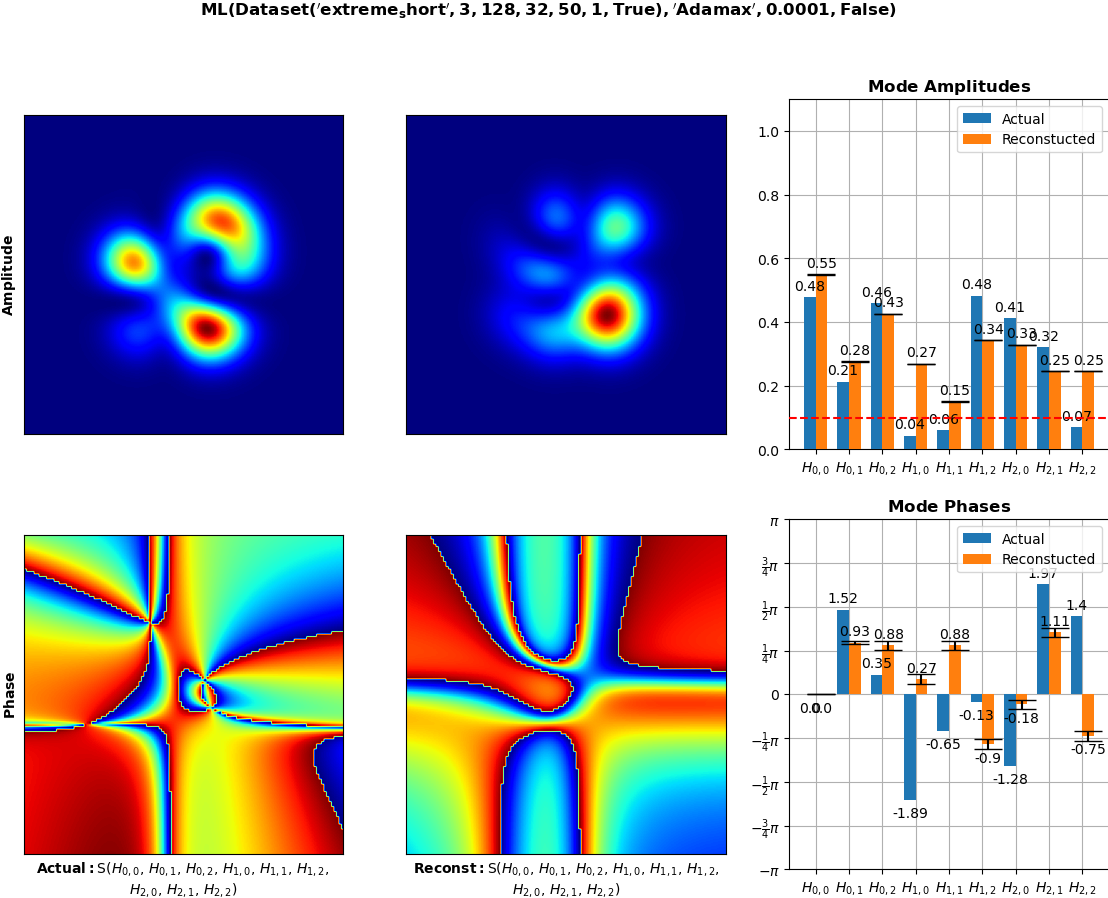 ML(Dataset('extreme_short', 3, 128, 32, 50, 1, True), 'Adamax', 0.0001, False)
Amplitude
Mode Amplitudes
Actual
Reconstucted
1.0
0.8
0.6
0.4
0.2
0.0
0.48
0.55
0.21
0.28
0.46
0.43
0.04
0.27
0.06
0.15
0.48
0.34
0.41
0.33
0.32
0.25
0.07
0.25
H0,0 H0,1 H0,2 H1,0 H1,1 H1,2 H2,0 H2,1 H2,2
Phase
Mode Phases
Actual
Reconstucted
π
3/4π
1/2π
1/4π
0
−1/4π
−1/2π
−3/4π
−π
0.0
0.0
1.52
0.93
0.35
0.88
-1.89
0.27
-0.65
0.88
-0.13
-0.9
-1.28
-0.18
1.97
1.11
1.4
-0.75
H0,0 H0,1 H0,2 H1,0 H1,1 H1,2 H2,0 H2,1 H2,2
Actual: S(H0,0, H0,1, H0,2, H1,0, H1,1, H1,2,
H2,0, H2,1, H2,2)
Reconst: S(H0,0, H0,1, H0,2, H1,0, H1,1, H1,2,
H2,0, H2,1, H2,2)